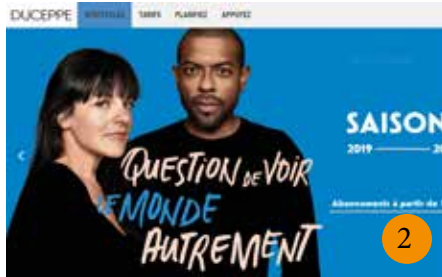 DUCEPPE SPECTACLES TARIFS PLANIFIEZ APPUYEZ
SAISON
2019
QUESTION DE VOIR
LE MONDE
AUTREMENT
Abonnements à partir de
2